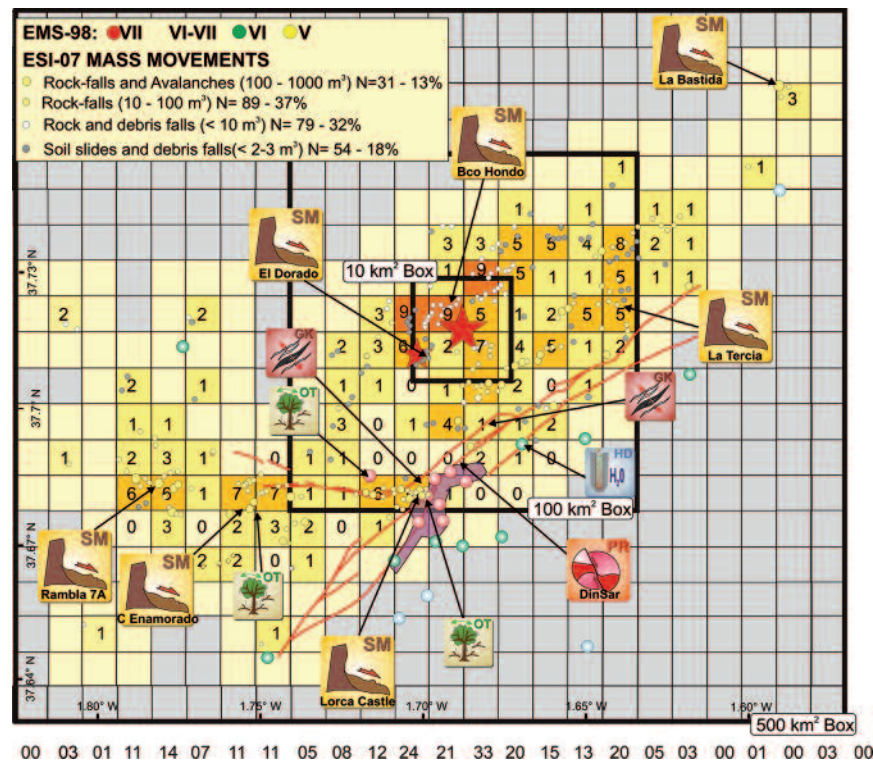 EMS-98: VII VI-VII VI V
ESI-07 MASS MOVEMENTS
Rock-falls and Avalanches (100 - 1000 m³) N=31 - 13%
Rock-falls (10 - 100 m³) N= 89 - 37%
Rock and debris falls (< 10 m³) N= 79 - 32%
Soil slides and debris falls(< 2-3 m³) N= 54 - 18%
SM
La Bastida
3
SM
Bco Hondo
1 1
1 1 1 1
SM
El Dorado
3 3 5 5 4 8 2 1
37.73° N
10 km² Box
1 9 5 1 1 5 1 1
2 2 3 9 9 5 1 2 5 5
SM
La Tercia
GK
2 3 6 2 7 4 5 1 2
2 1 1 1 0 1 2 0 1
GK
OT
37.7° N
1 1 3 0 1 4 1 1 2
1 2 3 1 0 1 1 0 0 0 2 1 0
HD
H₂O
6 5 1 7 7 1 1 3 1 0 0
100 km² Box
0 3 0 2 3 2 0 1
37.67° N
2 2 0 1
SM
Rambla 7A
SM
C Enamorado
OT
PR
DinSar
1 1
SM
Lorca Castle
OT
37.64° N
1.80° W 1.75° W 1.70° W 1.65° W 1.60° W
500 km² Box
00 03 01 11 14 07 11 11 05 08 12 24 21 33 20 15 13 20 05 03 00 01 00 03 00